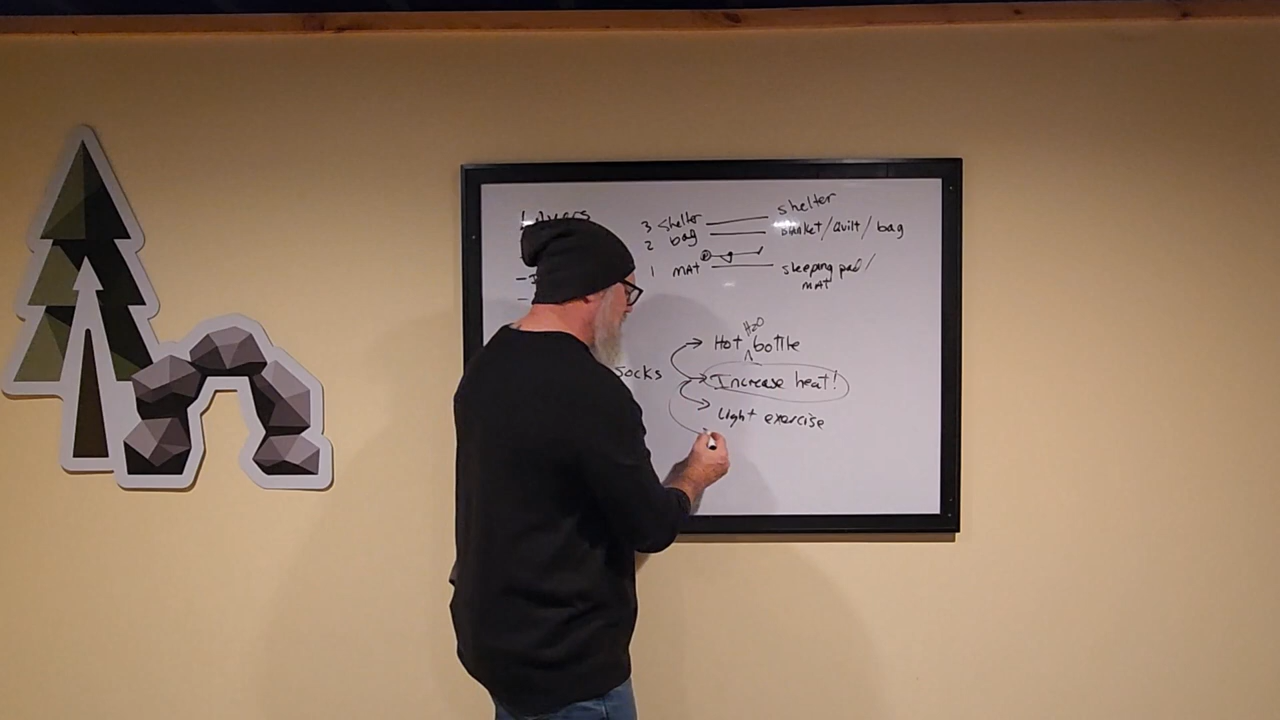 Layers
3 shelter shelter
2 bag Blanket/Quilt/bag
1 MAT sleeping pad/
MAT
H2O
Hot bottle
socks
Increase heat!
Light exercise